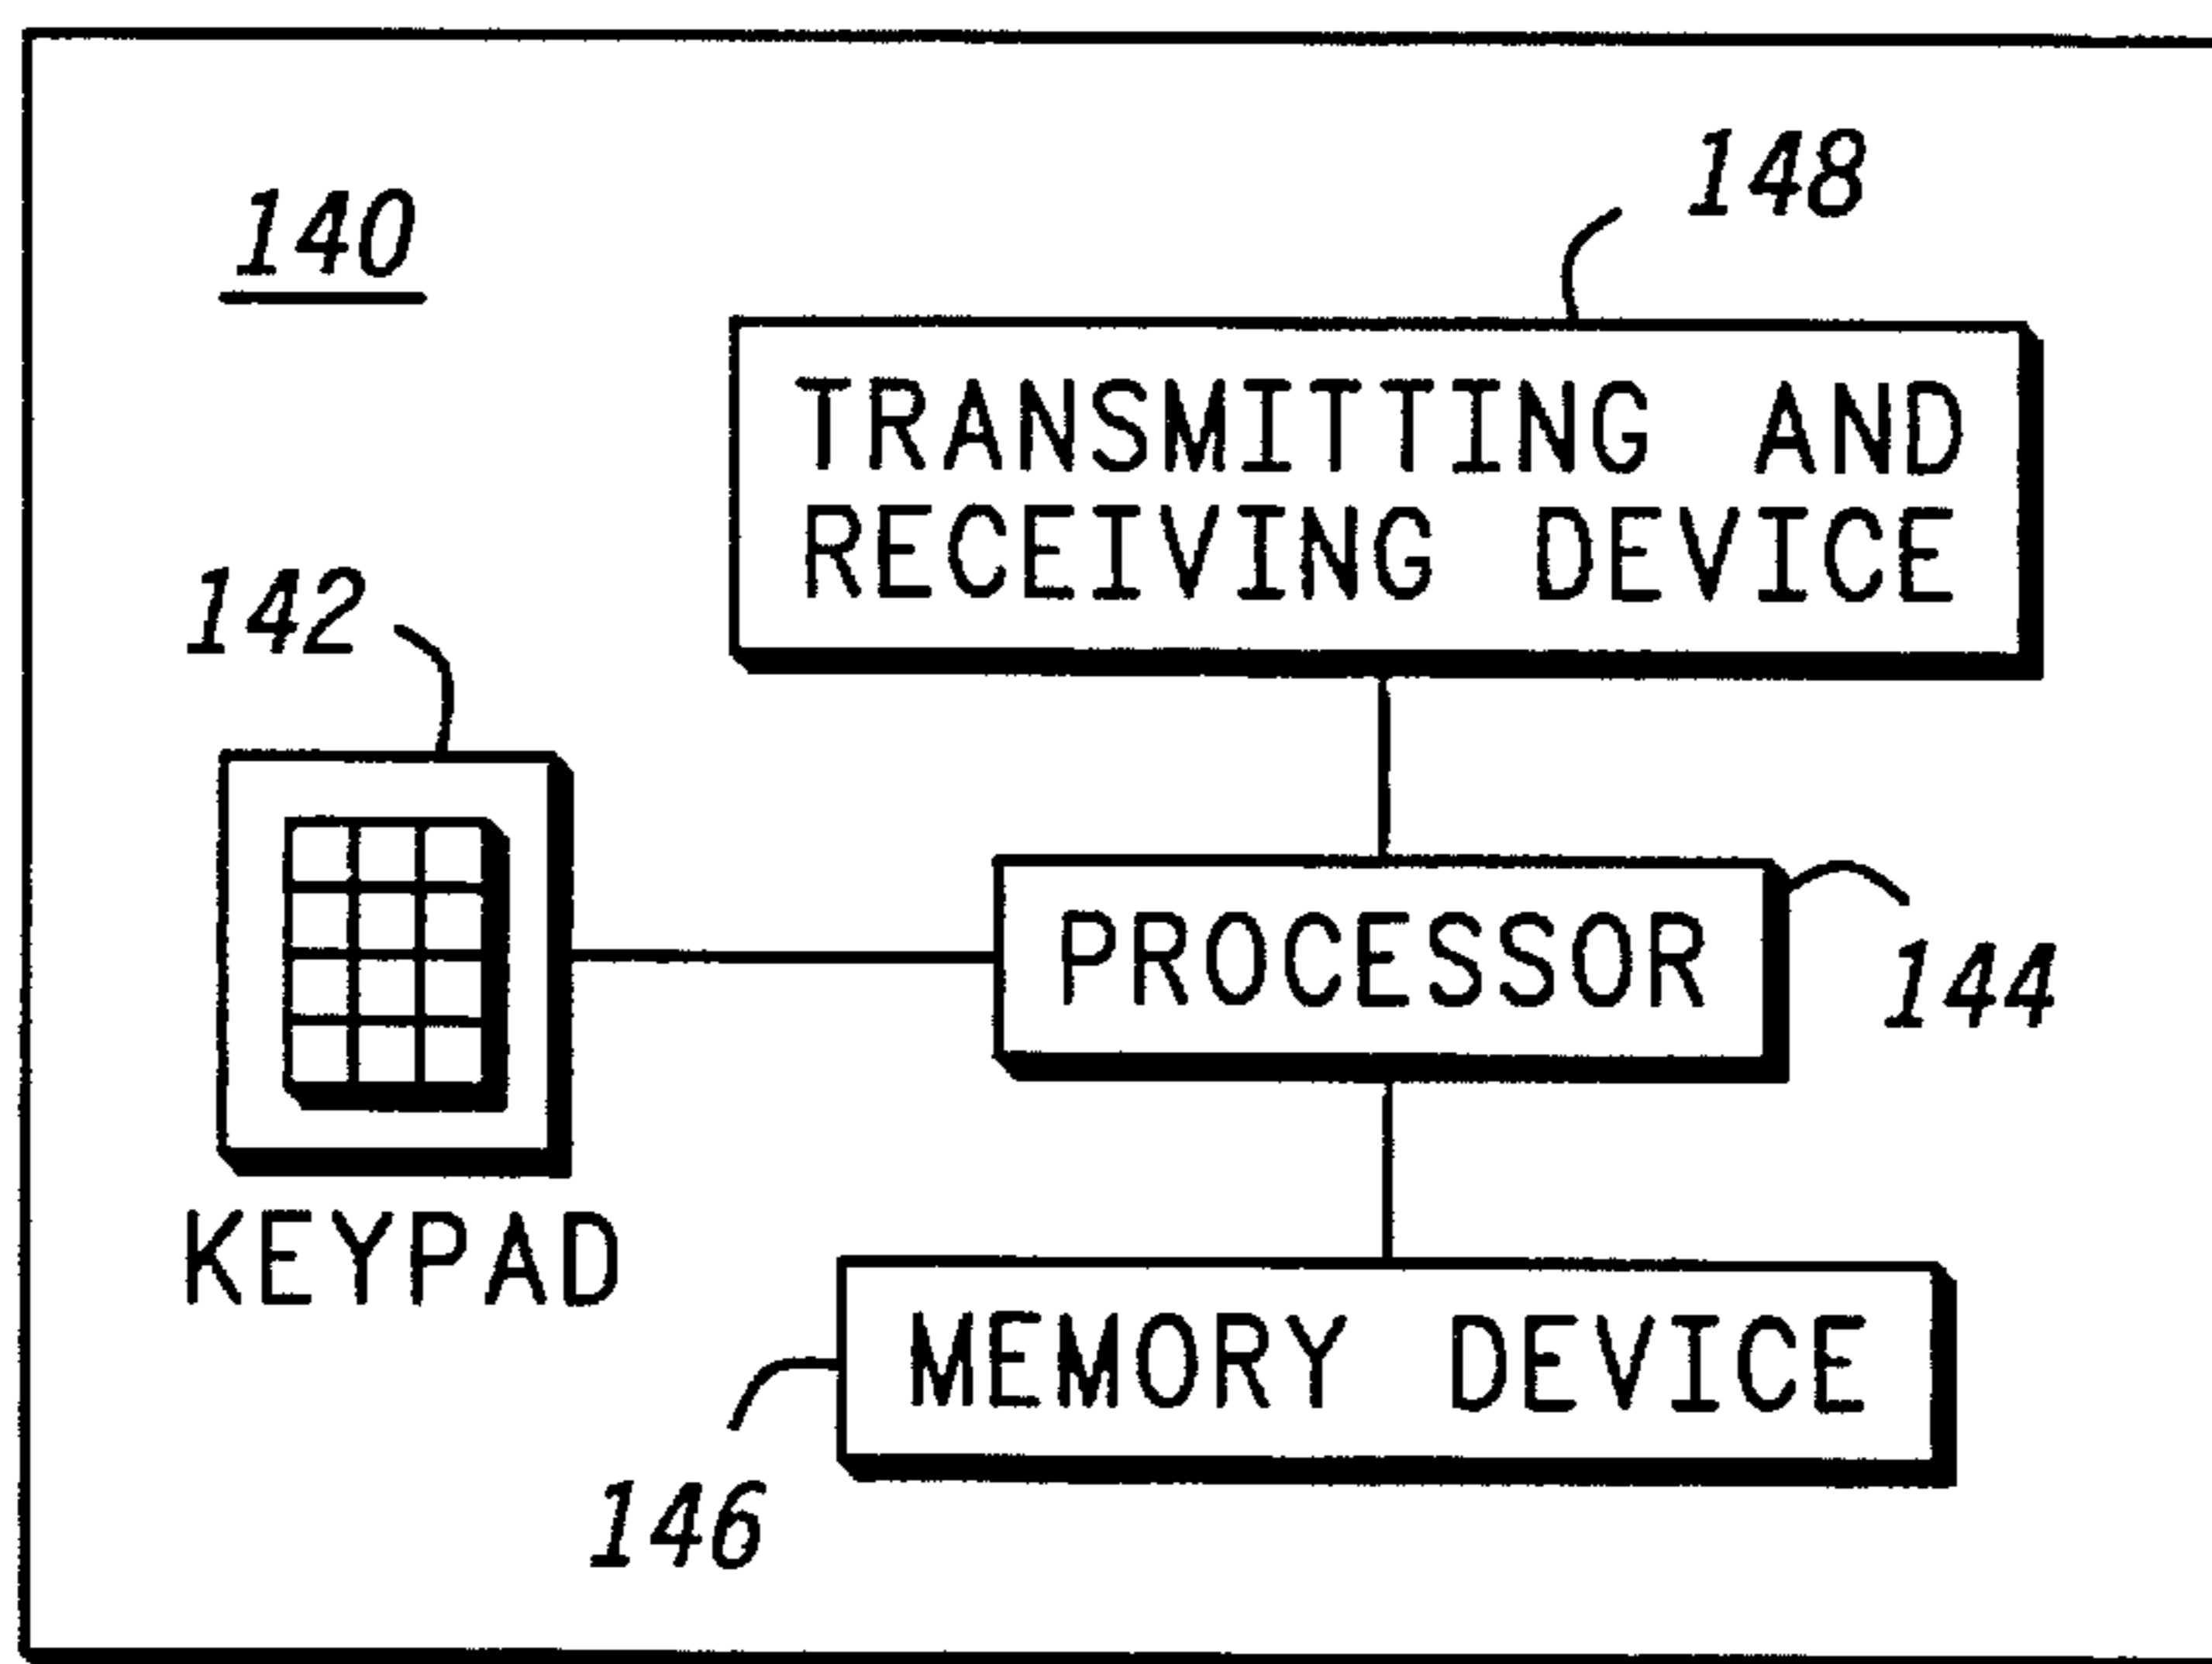 140
148
TRANSMITTING AND
RECEIVING DEVICE
142
PROCESSOR
144
KEYPAD
MEMORY DEVICE
146